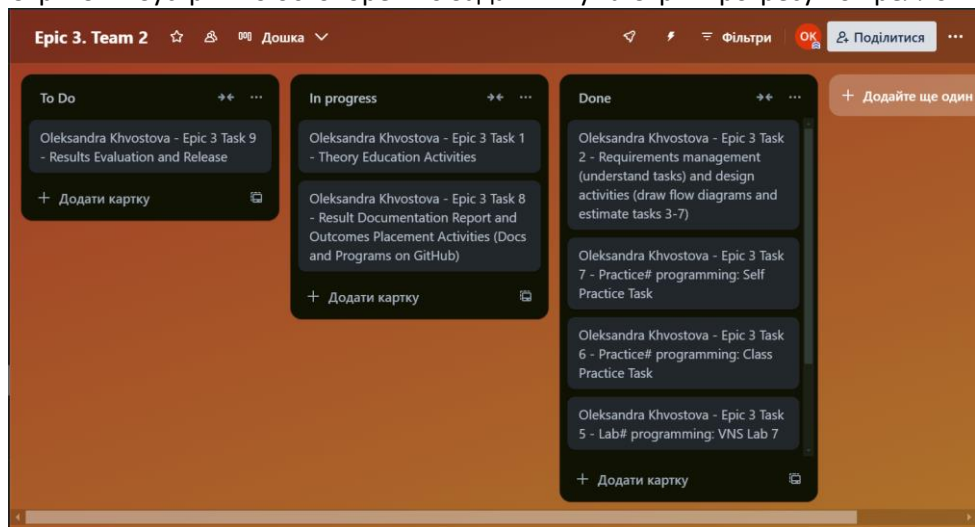 Epic 3. Team 2
Дошка
Фільтри
OK
Поділитися
To Do
Oleksandra Khvostova - Epic 3 Task 9
- Results Evaluation and Release
+ Додати картку
In progress
Oleksandra Khvostova - Epic 3 Task 1
- Theory Education Activities
Oleksandra Khvostova - Epic 3 Task 8
- Result Documentation Report and
Outcomes Placement Activities (Docs
and Programs on GitHub)
+ Додати картку
Done
Oleksandra Khvostova - Epic 3 Task
2 - Requirements management
(understand tasks) and design
activities (draw flow diagrams and
estimate tasks 3-7)
Oleksandra Khvostova - Epic 3 Task
7 - Practice# programming: Self
Practice Task
Oleksandra Khvostova - Epic 3 Task
6 - Practice# programming: Class
Practice Task
Oleksandra Khvostova - Epic 3 Task
5 - Lab# programming: VNS Lab 7
+ Додати картку
+ Додайте ще один